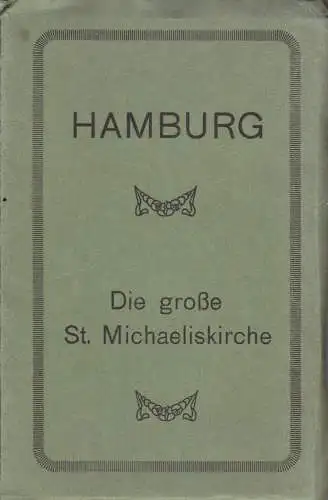 HAMBURG
Die große
St. Michaeliskirche